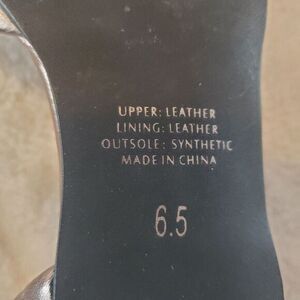 UPPER: LEATHER
LINING: LEATHER
OUTSOLE: SYNTHETIC
MADE IN CHINA
6.5